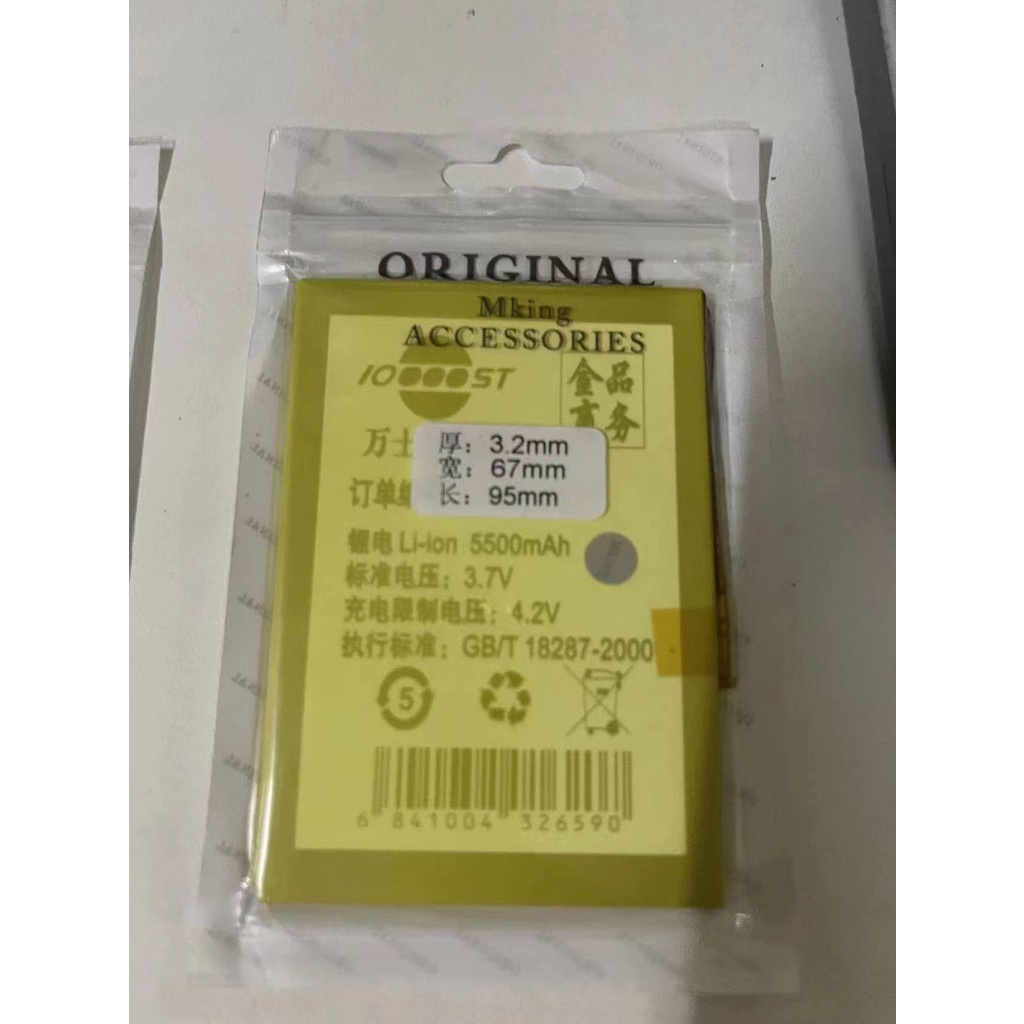 ORIGINAL
Mking
ACCESSORIES
10000ST
金品
商务
万士
订单编
厚：3.2mm
宽：67mm
长：95mm
锂电 Li-ion 5500mAh
标准电压：3.7V
充电限制电压：4.2V
执行标准：GB/T 18287-2000
5
6 841004 326590